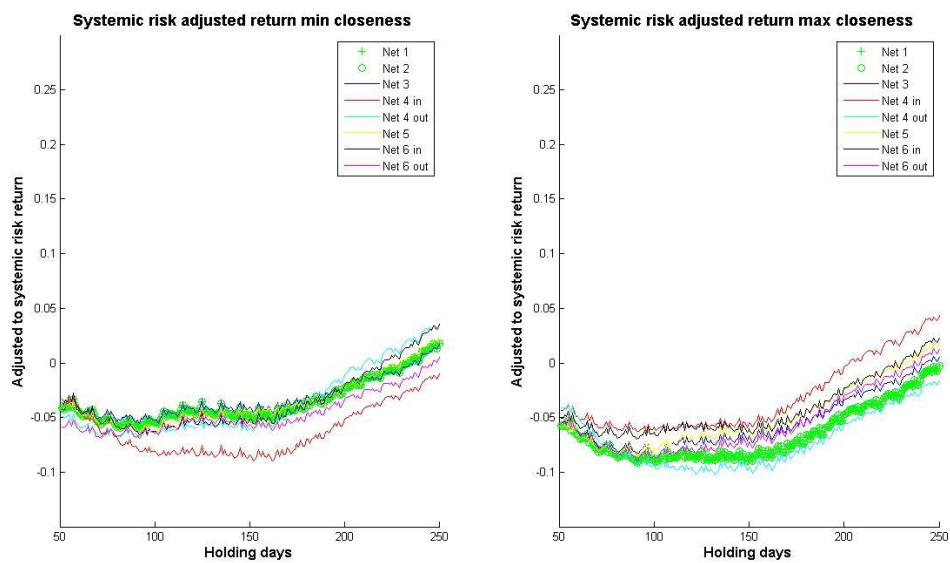 Systemic risk adjusted return min closeness
Adjusted to systemic risk return
0.25
0.2
0.15
0.1
0.05
0
-0.05
-0.1
50
100
150
200
250
Holding days
Net 1
Net 2
Net 3
Net 4 in
Net 4 out
Net 5
Net 6 in
Net 6 out
Systemic risk adjusted return max closeness
Adjusted to systemic risk return
0.25
0.2
0.15
0.1
0.05
0
-0.05
-0.1
50
100
150
200
250
Holding days
Net 1
Net 2
Net 3
Net 4 in
Net 4 out
Net 5
Net 6 in
Net 6 out